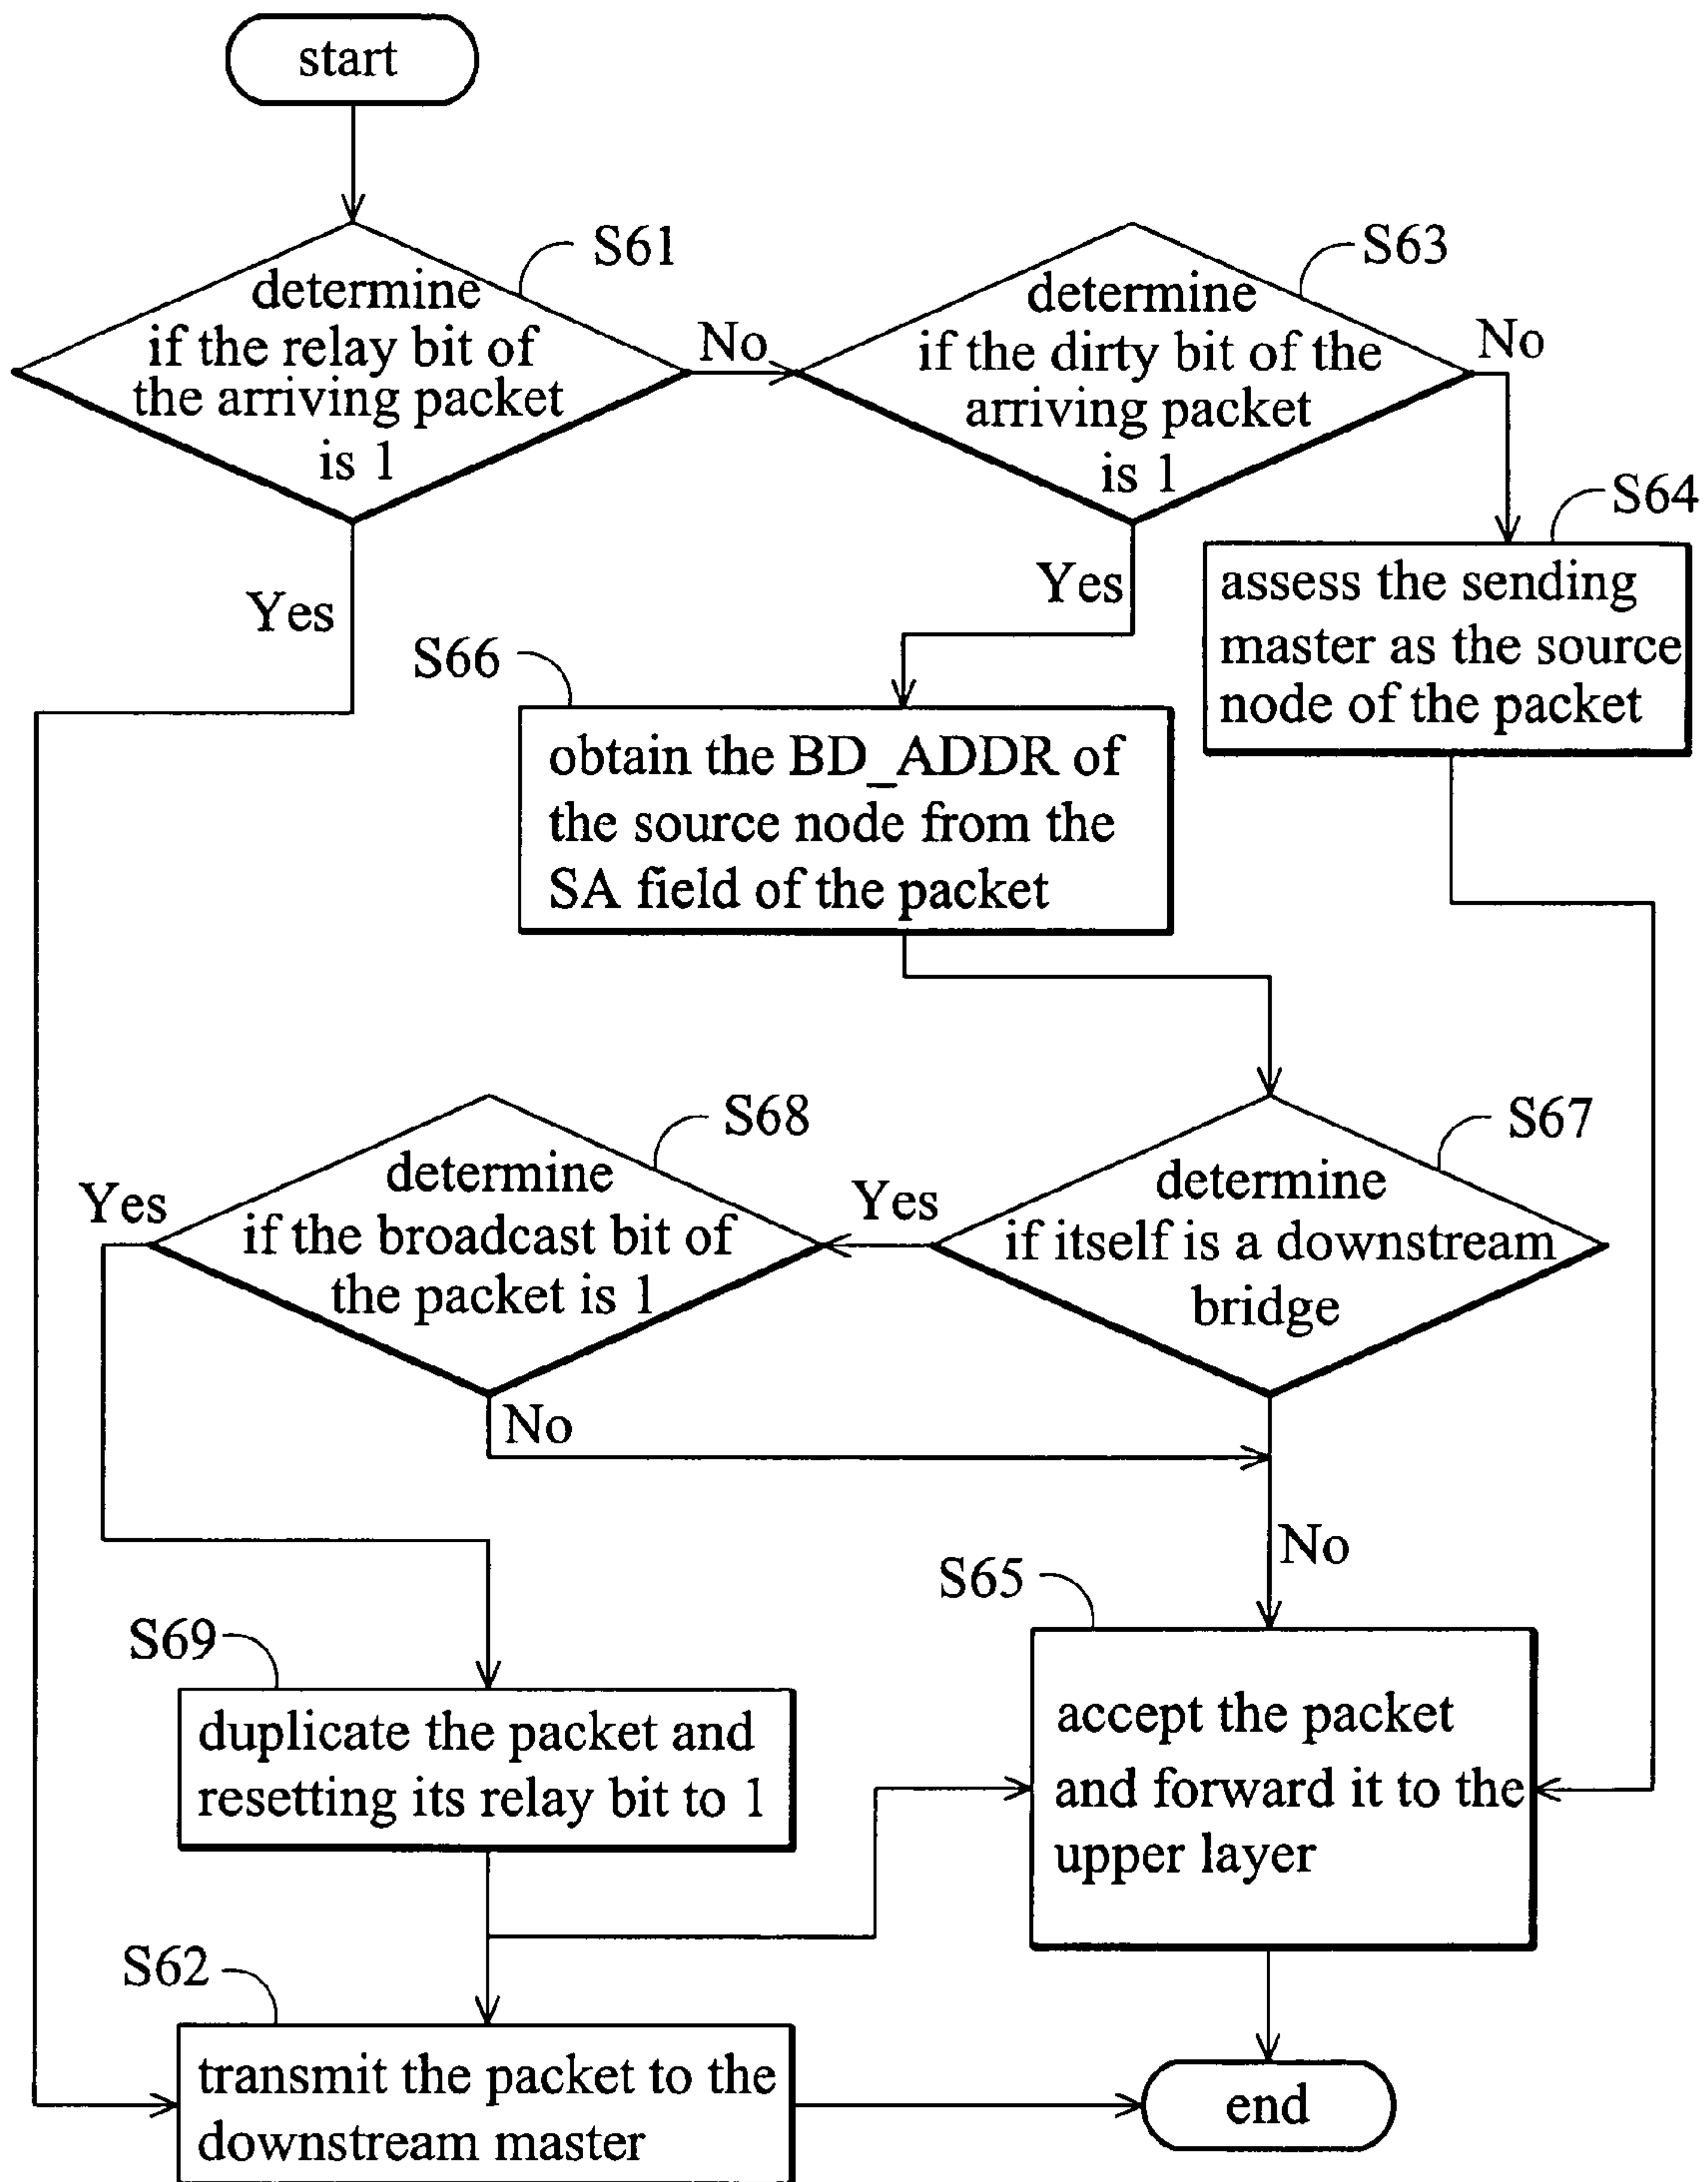 start
S61
determine
if the relay bit of
the arriving packet
is 1
No
S63
determine
if the dirty bit of the
arriving packet
is 1
No
Yes
Yes
S64
assess the sending
master as the source
node of the packet
S66
obtain the BD_ADDR of
the source node from the
SA field of the packet
S68
determine
if the broadcast bit of
the packet is 1
Yes
Yes
S67
determine
if itself is a downstream
bridge
No
No
S69
duplicate the packet and
resetting its relay bit to 1
S65
accept the packet
and forward it to the
upper layer
S62
transmit the packet to the
downstream master
end